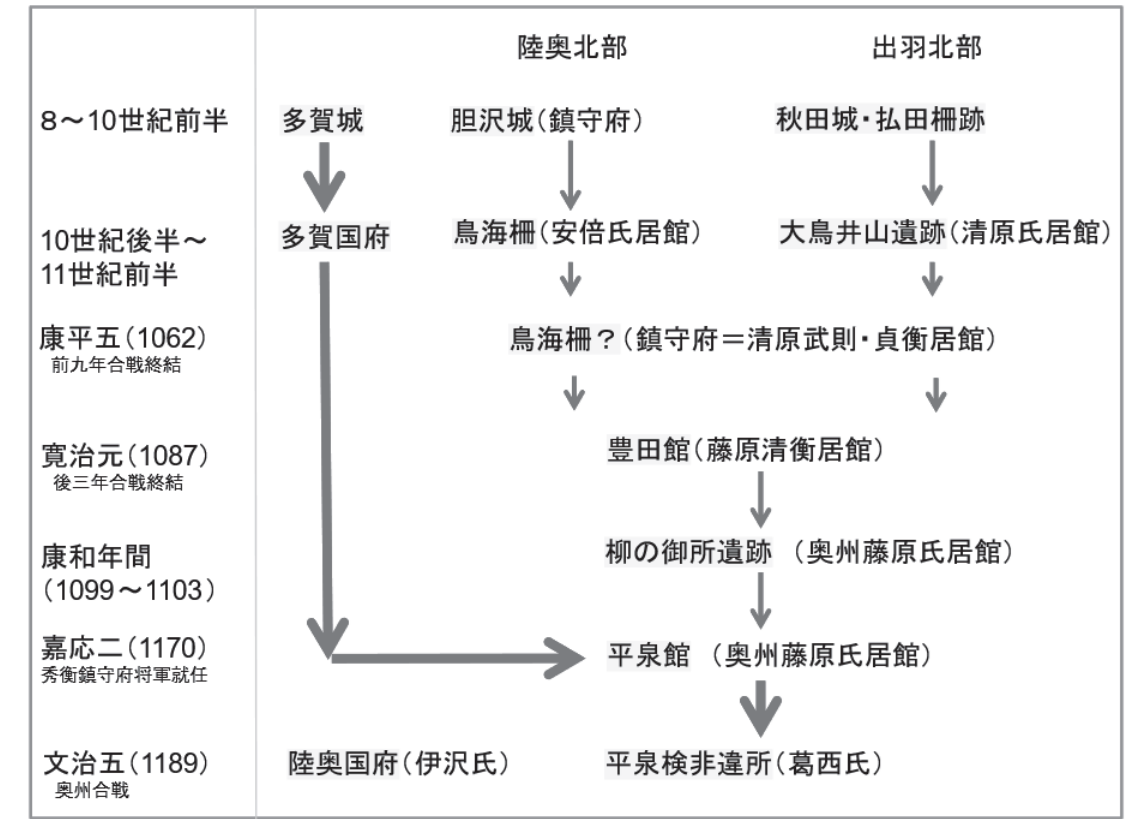 陸奥北部 出羽北部
8～10世紀前半 多賀城 胆沢城(鎮守府) 秋田城・払田柵跡
10世紀後半～
11世紀前半
多賀国府 鳥海柵(安倍氏居館) 大鳥井山遺跡(清原氏居館)
康平五(1062)
前九年合戦終結
鳥海柵？(鎮守府＝清原武則・貞衡居館)
寛治元(1087)
後三年合戦終結
豊田館(藤原清衡居館)
康和年間
(1099～1103)
柳の御所遺跡 (奥州藤原氏居館)
嘉応二(1170)
秀衡鎮守府将軍就任
平泉館 (奥州藤原氏居館)
文治五(1189)
奥州合戦
陸奥国府(伊沢氏) 平泉検非違所(葛西氏)